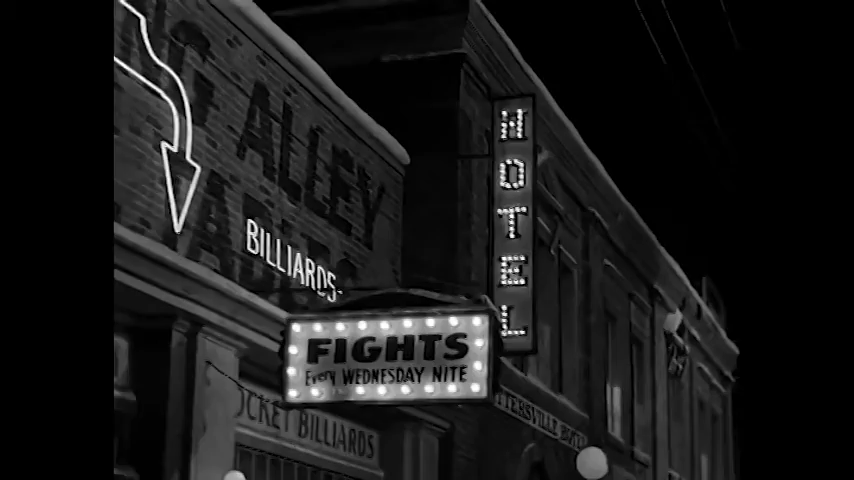 ALLEY
BILLIARDS
HOTEL
FIGHTS
Every WEDNESDAY NITE
BILLIARDS